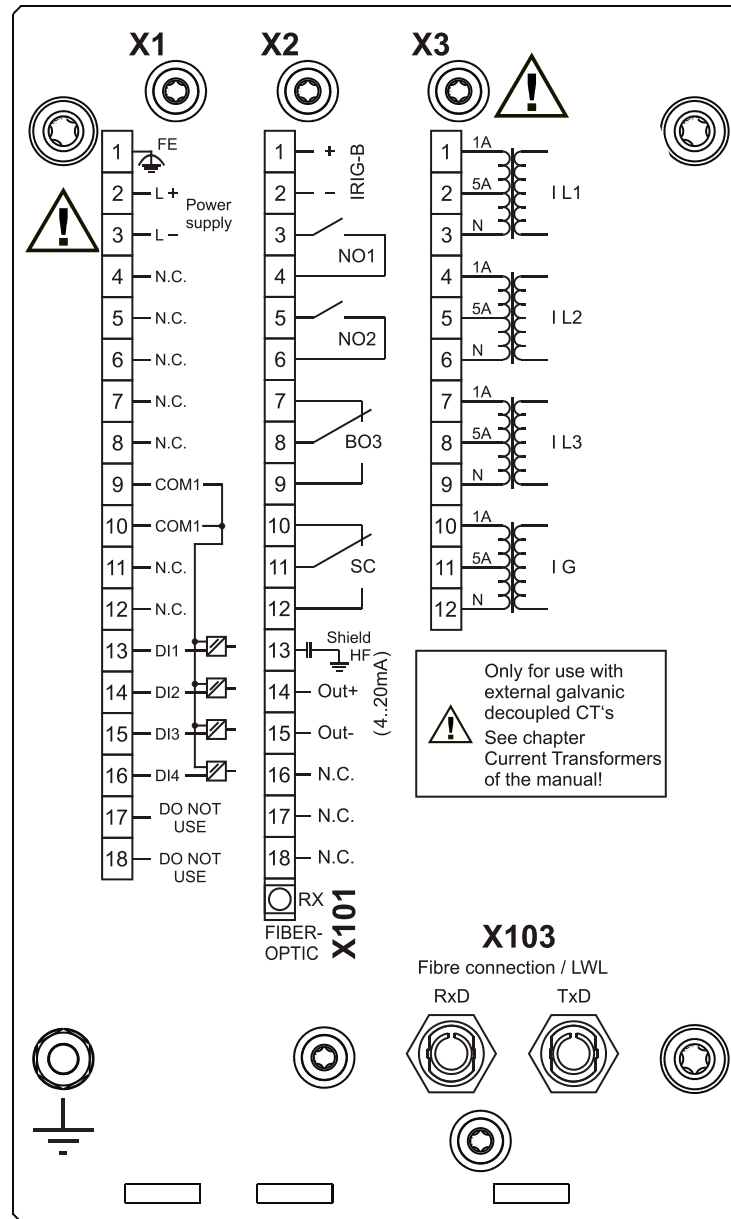 X1
X2
X3
1 FE
2 L+
Power
supply
3 L−
4 N.C.
5 N.C.
6 N.C.
7 N.C.
8 N.C.
9 COM1
10 COM1
11 N.C.
12 N.C.
13 DI1
14 DI2
15 DI3
16 DI4
17 DO NOT
USE
18 DO NOT
USE
1 +
2 −
IRIG-B
3
4
NO1
5
6
NO2
7
8
9
BO3
10
11
12
SC
13 Shield
HF
14 Out+
15 Out-
(4..20mA)
16 N.C.
17 N.C.
18 N.C.
RX
FIBER-
OPTIC
X101
1 1A
2 5A
3 N
I L1
4 1A
5 5A
6 N
I L2
7 1A
8 5A
9 N
I L3
10 1A
11 5A
12 N
I G
!
!
!
Only for use with
external galvanic
decoupled CT‘s
See chapter
Current Transformers
of the manual!
X103
Fibre connection / LWL
RxD
TxD